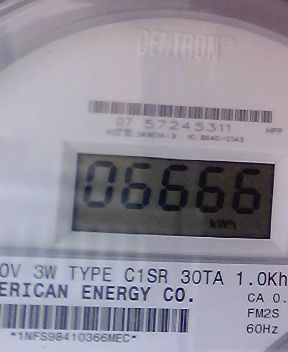 CENTRON®
07 57245311
MPP
06666
kWh
0V 3W TYPE C1SR 30TA 1.0Kh
ERICAN ENERGY CO.
CA 0.
FM2S
60Hz
*1NFS98410366MEC*